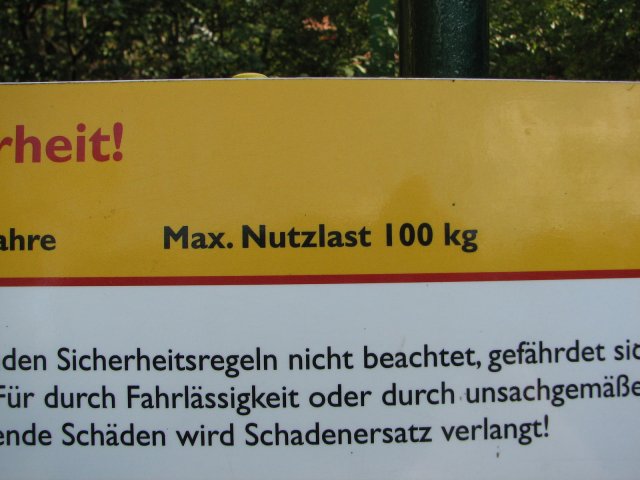 rheit!
ahre Max. Nutzlast 100 kg
den Sicherheitsregeln nicht beachtet, gefährdet sic
Für durch Fahrlässigkeit oder durch unsachgemäße
ende Schäden wird Schadenersatz verlangt!